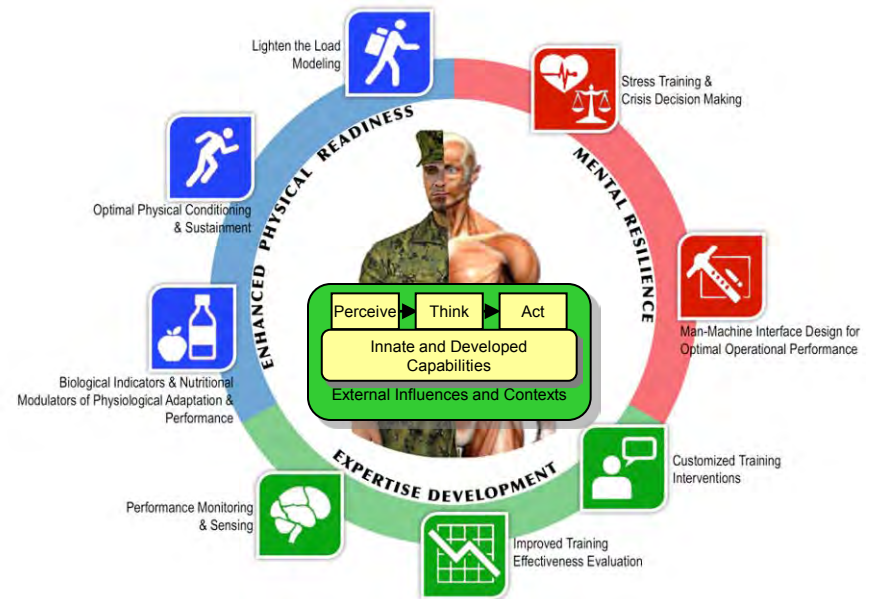 Lighten the Load
Modeling
Stress Training &
Crisis Decision Making
ENHANCED PHYSICAL READINESS
MENTAL RESILIENCE
Optimal Physical Conditioning
& Sustainment
Man-Machine Interface Design for
Optimal Operational Performance
Perceive Think Act
Innate and Developed
Capabilities
External Influences and Contexts
Biological Indicators & Nutritional
Modulators of Physiological Adaptation &
Performance
EXPERTISE DEVELOPMENT
Customized Training
Interventions
Performance Monitoring
& Sensing
Improved Training
Effectiveness Evaluation